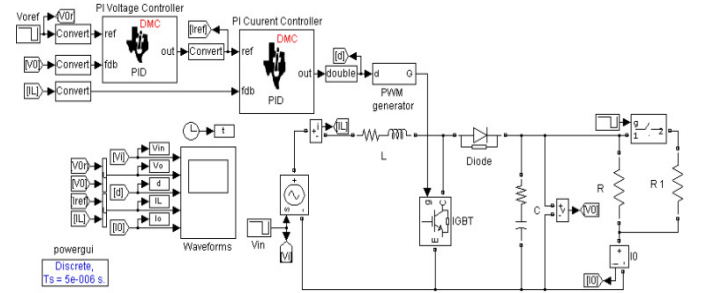 PI Voltage Controller
PI Cuurent Controller
Voref
[V0r]
DMC
[Iref]
DMC
Convert
ref
out
Convert
ref
[d]
[V0]
Convert
fdb
PID
out
double
d
G
[IL]
Convert
fdb
PID
PWM
generator
t
i
[IL]
g
1
2
[Vi]
Vin
V0r
Vo
[V0]
[d]
d
Iref
IL
[IL]
[I0]
Io
Waveforms
L
Diode
R
R 1
g
C
IGBT
E
C
v
[V0]
s
Vin
Vi
I0
i
[I0]
powergui
Discrete,
Ts = 5e-006 s.